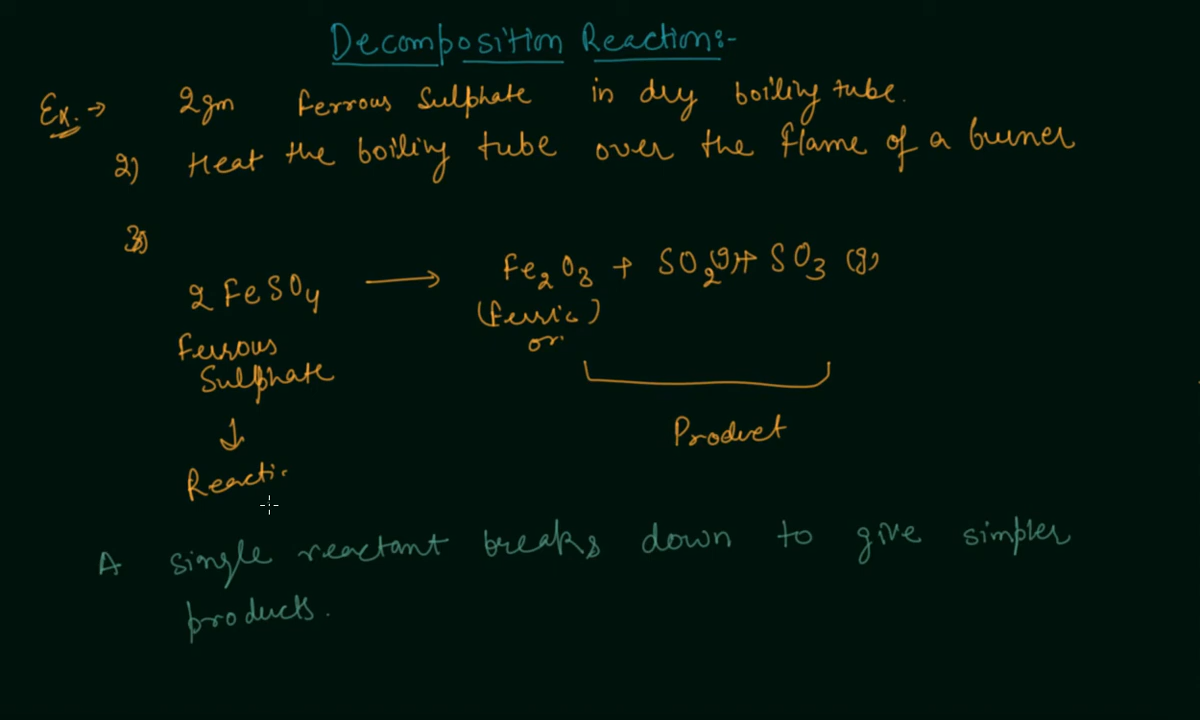 Decomposition Reaction:-
Ex. → 2gm Ferrous Sulphate in dry boiling tube.
2) Heat the boiling tube over the flame of a burner
3)
2 FeSO₄ → Fe₂O₃ + SO₂(g)+ SO₃ (g)
Ferrous (Ferric)
Sulphate or
↓ Product
Reacti
A single reactant breaks down to give simpler
products.